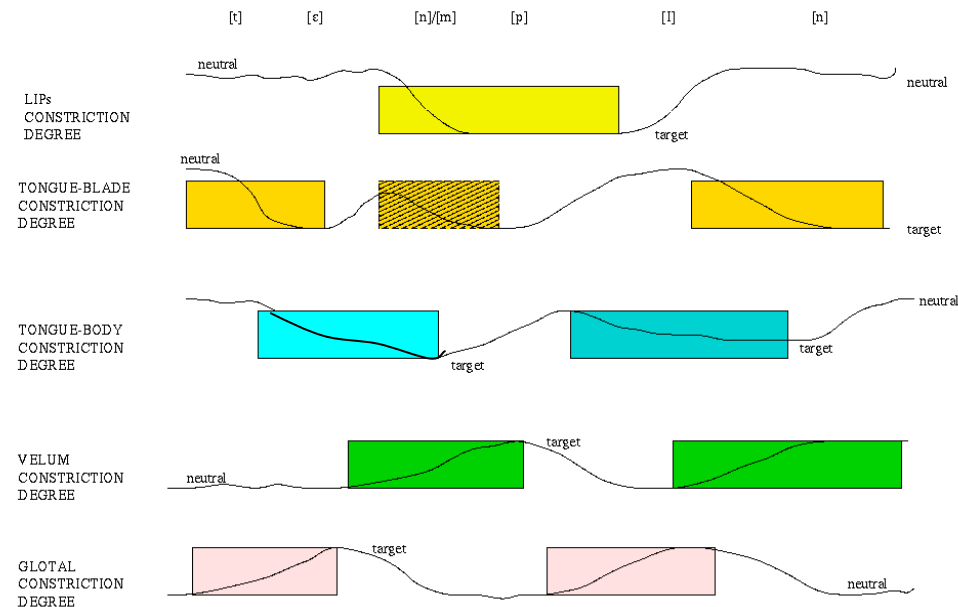 [t] [ε] [n]/[m] [p] [I] [n]
neutral
neutral
LIPs
CONSTRICTION
DEGREE
target
neutral
TONGUE-BLADE
CONSTRICTION
DEGREE
target
neutral
TONGUE-BODY
CONSTRICTION
DEGREE
target
target
VELUM
CONSTRICTION
DEGREE
neutral
target
GLOTAL
CONSTRICTION
DEGREE
target
neutral